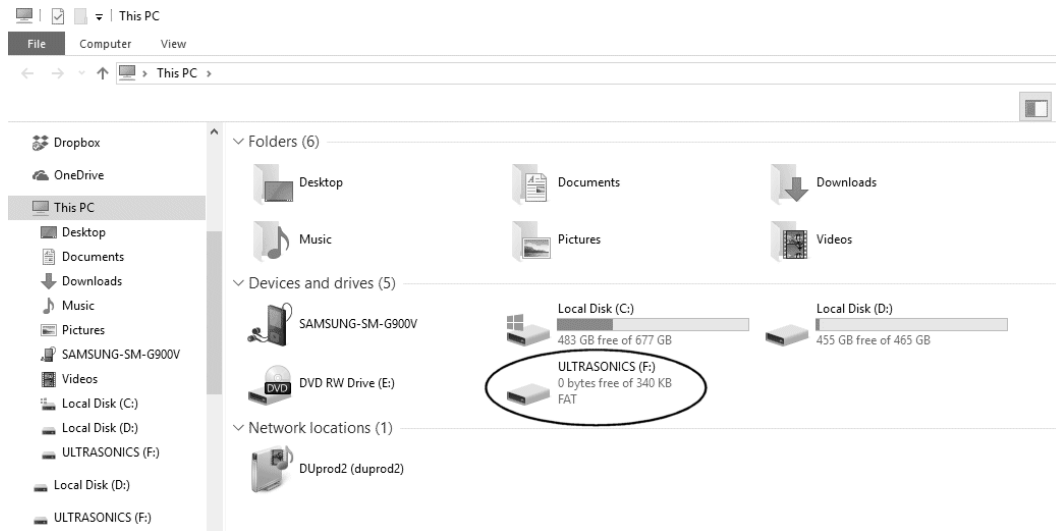 This PC
File Computer View
This PC
Dropbox
OneDrive
This PC
Desktop
Documents
Downloads
Music
Pictures
SAMSUNG-SM-G900V
Videos
Local Disk (C:)
Local Disk (D:)
ULTRASONICS (F:)
Local Disk (D:)
ULTRASONICS (F:)
Folders (6)
Desktop
Documents
Downloads
Music
Pictures
Videos
Devices and drives (5)
SAMSUNG-SM-G900V
Local Disk (C:)
483 GB free of 677 GB
Local Disk (D:)
455 GB free of 465 GB
DVD
DVD RW Drive (E:)
ULTRASONICS (F:)
0 bytes free of 340 KB
FAT
Network locations (1)
DUprod2 (duprod2)